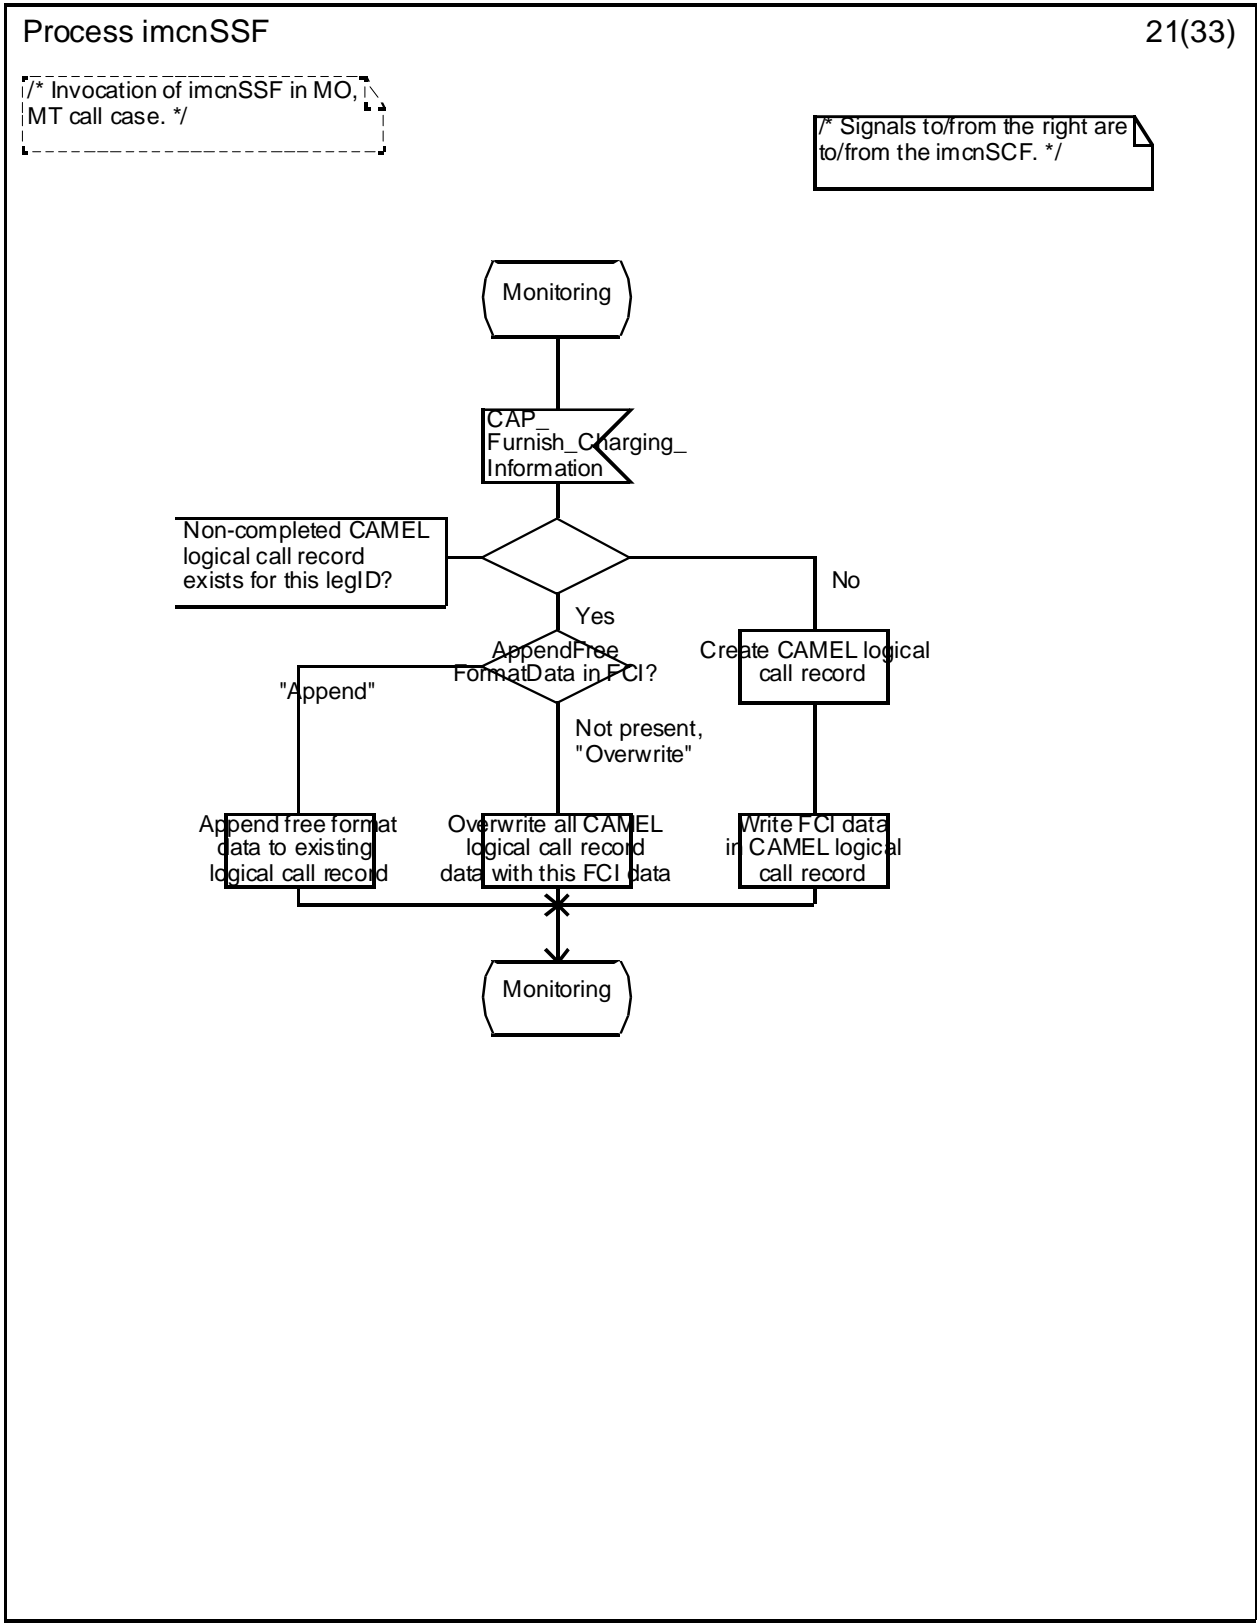 Process imcnSSF
21(33)
/* Invocation of imcnSSF in MO,
MT call case. */
/* Signals to/from the right are
to/from the imcnSCF. */
Monitoring
CAP_
Furnish_Charging_
Information
Non-completed CAMEL
logical call record
exists for this legID?
No
Yes
AppendFree
FormatData in FCI?
Create CAMEL logical
call record
"Append"
Not present,
"Overwrite"
Append free format
data to existing
logical call record
Overwrite all CAMEL
logical call record
data with this FCI data
Write FCI data
in CAMEL logical
call record
Monitoring